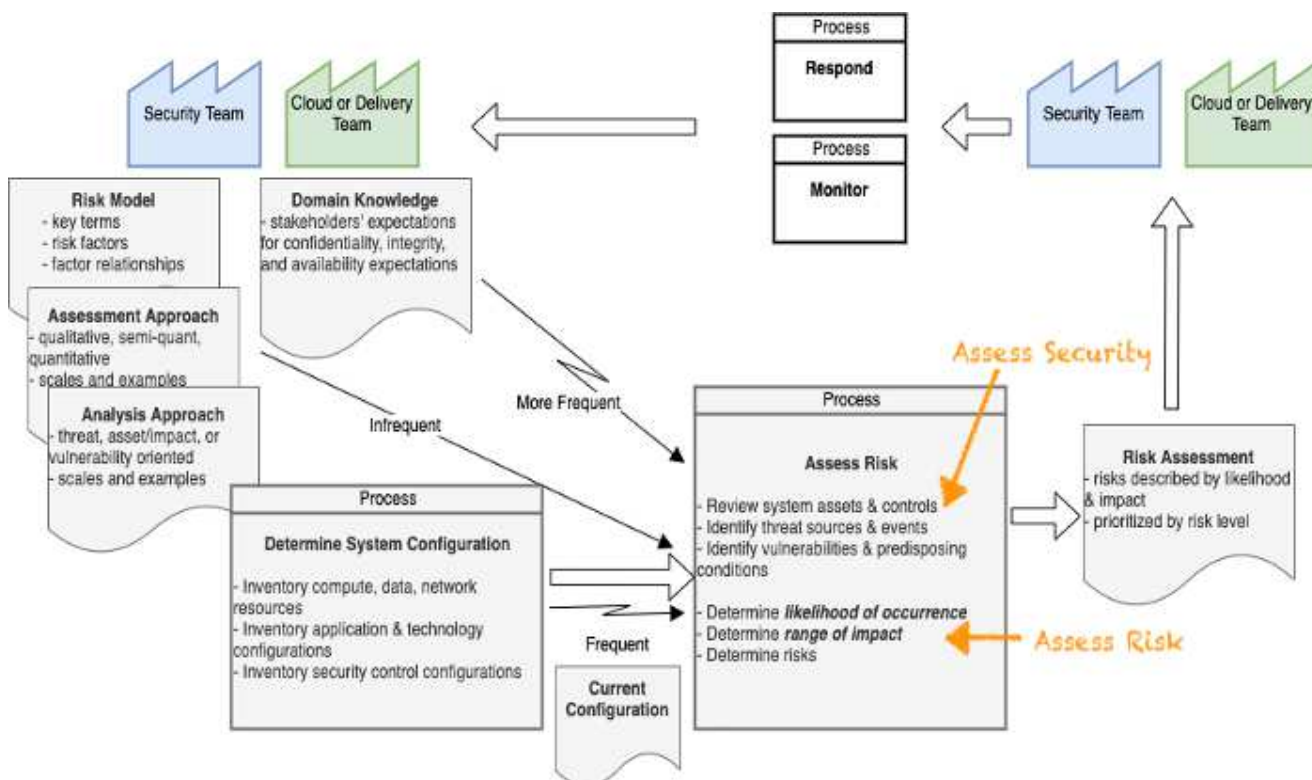 Process
Respond
Process
Monitor
Security Team
Cloud or Delivery
Team
Security Team
Cloud or Delivery
Team
Risk Model
- key terms
- risk factors
- factor relationships
Domain Knowledge
- stakeholders' expectations
for confidentiality, integrity,
and availability expectations
Assessment Approach
- qualitative, semi-quant,
quantitative
- scales and examples
Analysis Approach
- threat, asset/impact, or
vulnerability oriented
- scales and examples
More Frequent
Infrequent
Process
Determine System Configuration
- Inventory compute, data, network
resources
- Inventory application & technology
configurations
- Inventory security control configurations
Frequent
Current
Configuration
Assess Security
Process
Assess Risk
- Review system assets & controls
- Identify threat sources & events
- Identify vulnerabilities & predisposing
conditions
- Determine likelihood of occurrence
- Determine range of impact
- Determine risks
Assess Risk
Risk Assessment
- risks described by likelihood
& impact
- prioritized by risk level